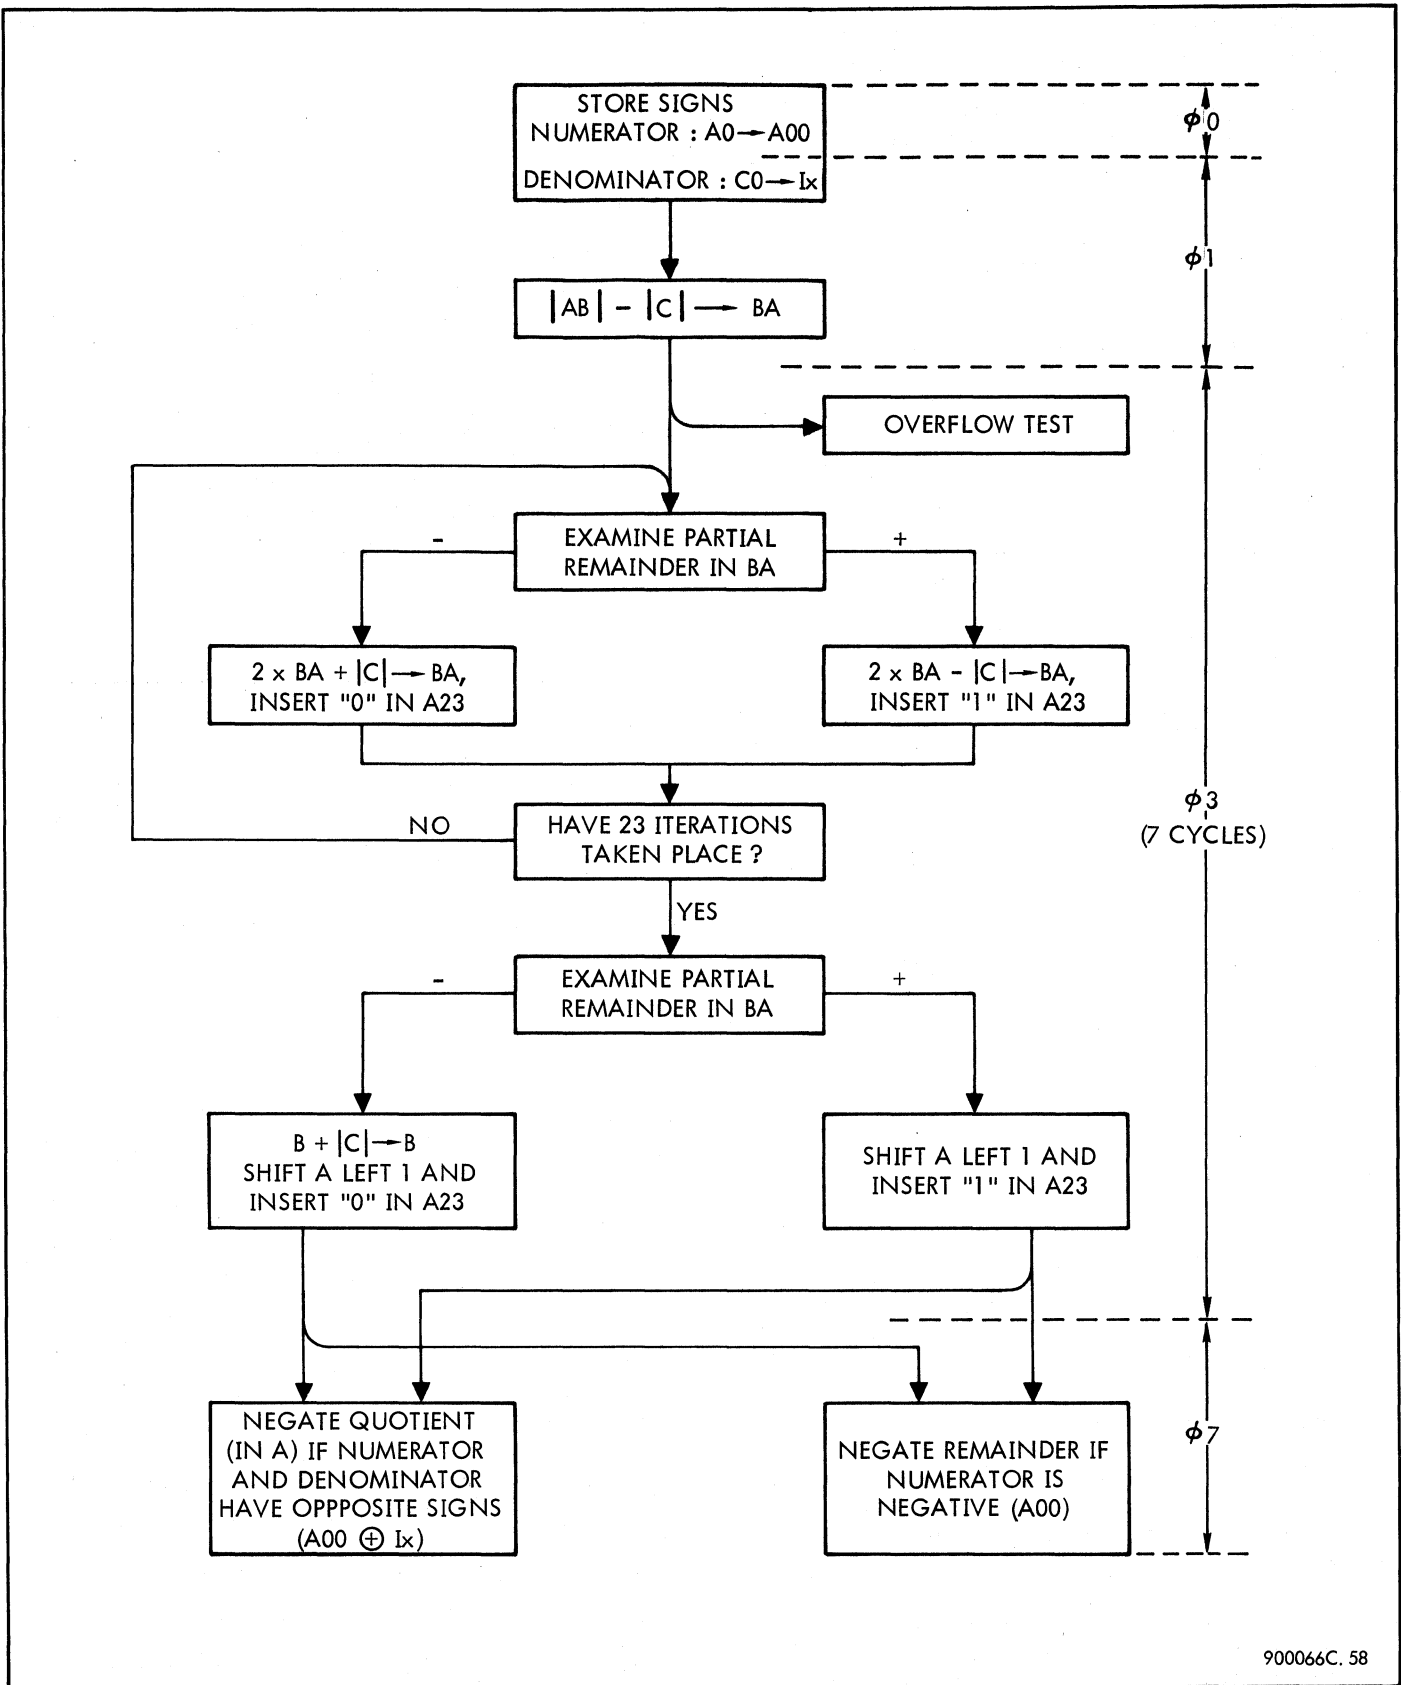 STORE SIGNS
NUMERATOR : A0→A00
DENOMINATOR : C0→Ix
ϕ0
ϕ1
|AB| - |C| → BA
OVERFLOW TEST
EXAMINE PARTIAL
REMAINDER IN BA
-
+
2 x BA + |C|→BA,
INSERT "0" IN A23
2 x BA - |C|→BA,
INSERT "1" IN A23
ϕ3
(7 CYCLES)
HAVE 23 ITERATIONS
TAKEN PLACE ?
NO
YES
EXAMINE PARTIAL
REMAINDER IN BA
-
+
B + |C|→B
SHIFT A LEFT 1 AND
INSERT "0" IN A23
SHIFT A LEFT 1 AND
INSERT "1" IN A23
NEGATE QUOTIENT
(IN A) IF NUMERATOR
AND DENOMINATOR
HAVE OPPPOSITE SIGNS
(A00 ⊕ Ix)
NEGATE REMAINDER IF
NUMERATOR IS
NEGATIVE (A00)
ϕ7
900066C. 58